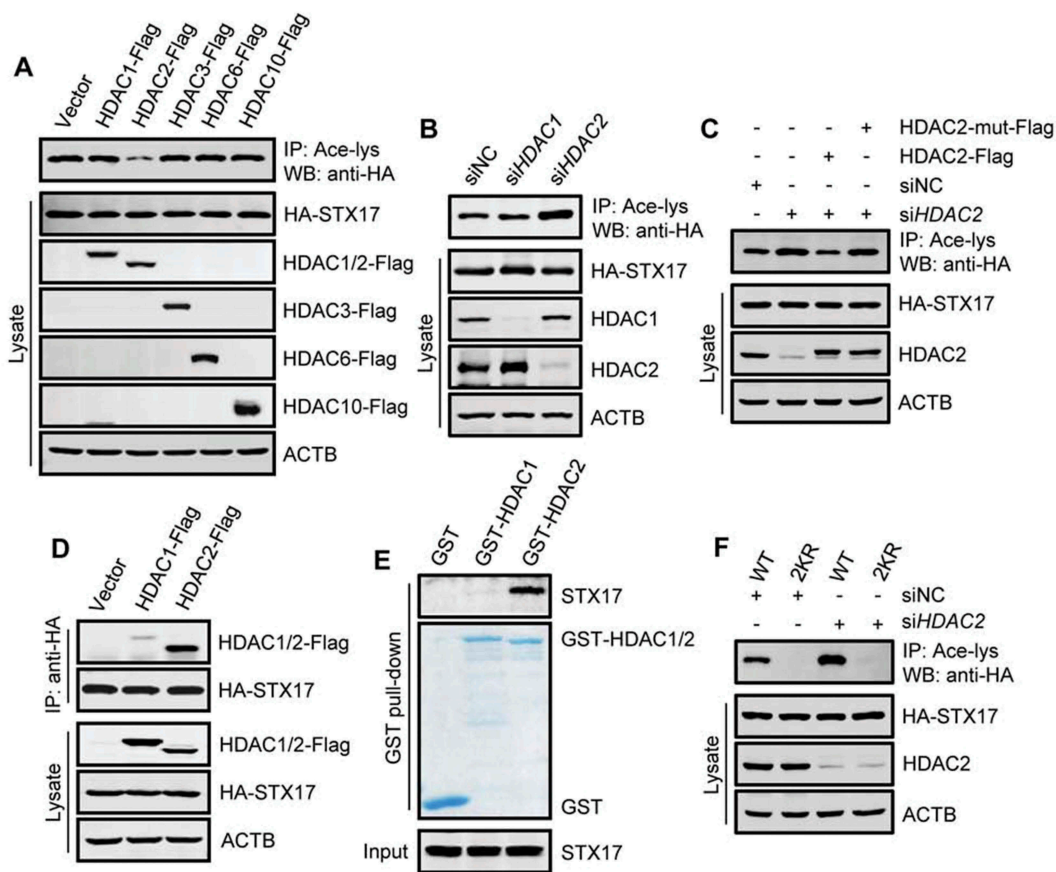 A
Vector
HDAC1-Flag
HDAC2-Flag
HDAC3-Flag
HDAC6-Flag
HDAC10-Flag
IP: Ace-lys
WB: anti-HA
Lysate
HA-STX17
HDAC1/2-Flag
HDAC3-Flag
HDAC6-Flag
HDAC10-Flag
ACTB
B
siNC
siHDAC1
siHDAC2
IP: Ace-lys
WB: anti-HA
Lysate
HA-STX17
HDAC1
HDAC2
ACTB
C
- - - + HDAC2-mut-Flag
- - + - HDAC2-Flag
+ - - - siNC
- + + + siHDAC2
IP: Ace-lys
WB: anti-HA
Lysate
HA-STX17
HDAC2
ACTB
D
Vector
HDAC1-Flag
HDAC2-Flag
IP: anti-HA
HDAC1/2-Flag
HA-STX17
Lysate
HDAC1/2-Flag
HA-STX17
ACTB
E
GST
GST-HDAC1
GST-HDAC2
GST pull-down
STX17
GST-HDAC1/2
GST
Input STX17
F
WT 2KR WT 2KR
+ + - - siNC
- - + + siHDAC2
IP: Ace-lys
WB: anti-HA
Lysate
HA-STX17
HDAC2
ACTB